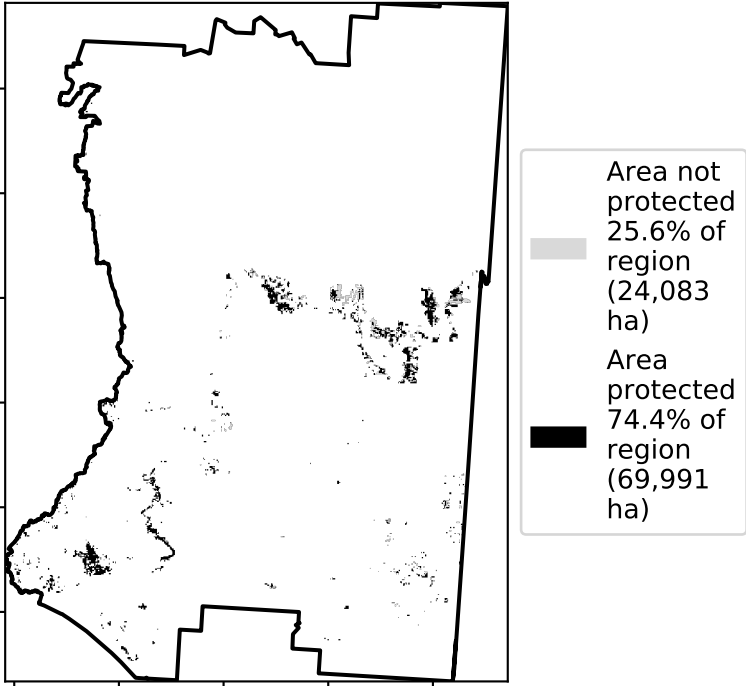 Area not
protected
25.6% of
region
(24,083
ha)
Area
protected
74.4% of
region
(69,991
ha)